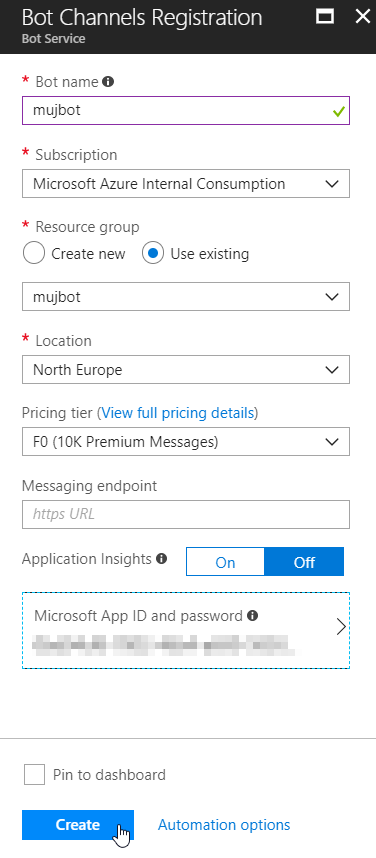 Bot Channels Registration
Bot Service
* Bot name
mujbot
* Subscription
Microsoft Azure Internal Consumption
* Resource group
Create new Use existing
mujbot
* Location
North Europe
Pricing tier (View full pricing details)
F0 (10K Premium Messages)
Messaging endpoint
https URL
Application Insights On Off
Microsoft App ID and password
Pin to dashboard
Create Automation options